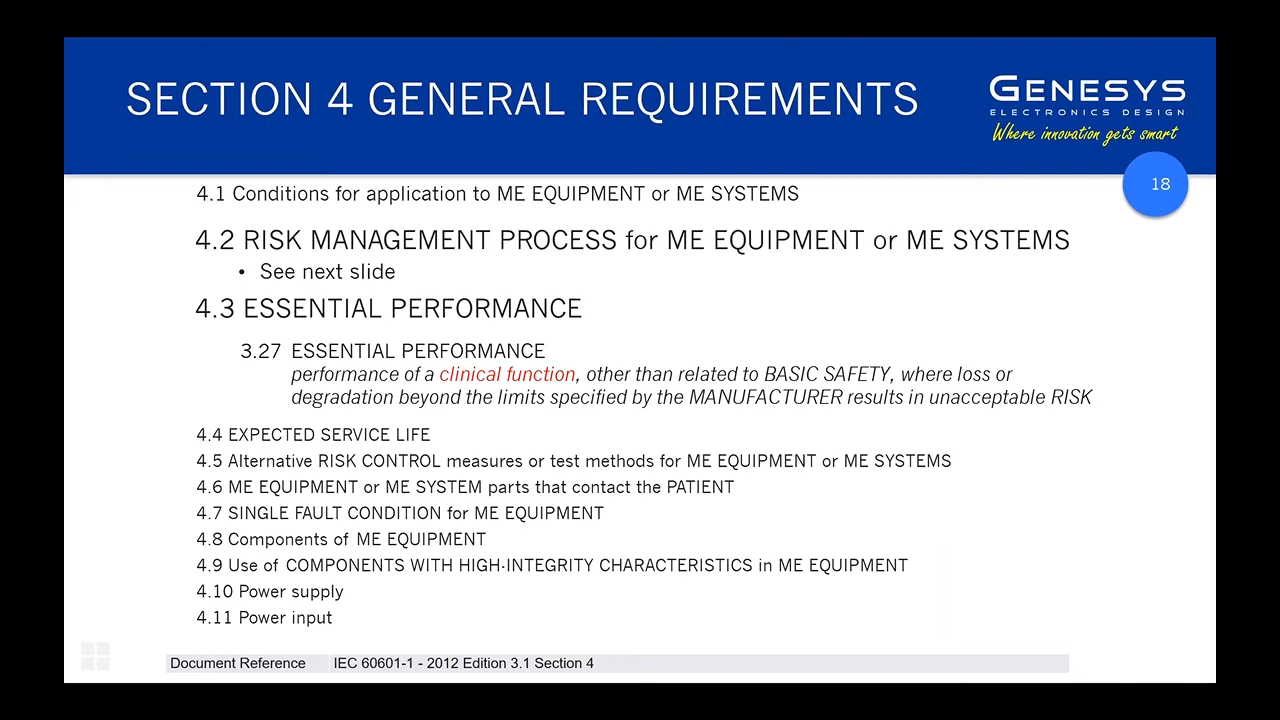 SECTION 4 GENERAL REQUIREMENTS
GENESYS
ELECTRONICS DESIGN
Where innovation gets smart
18
4.1 Conditions for application to ME EQUIPMENT or ME SYSTEMS
4.2 RISK MANAGEMENT PROCESS for ME EQUIPMENT or ME SYSTEMS
• See next slide
4.3 ESSENTIAL PERFORMANCE
3.27 ESSENTIAL PERFORMANCE
performance of a clinical function, other than related to BASIC SAFETY, where loss or
degradation beyond the limits specified by the MANUFACTURER results in unacceptable RISK
4.4 EXPECTED SERVICE LIFE
4.5 Alternative RISK CONTROL measures or test methods for ME EQUIPMENT or ME SYSTEMS
4.6 ME EQUIPMENT or ME SYSTEM parts that contact the PATIENT
4.7 SINGLE FAULT CONDITION for ME EQUIPMENT
4.8 Components of ME EQUIPMENT
4.9 Use of COMPONENTS WITH HIGH-INTEGRITY CHARACTERISTICS in ME EQUIPMENT
4.10 Power supply
4.11 Power input
Document Reference IEC 60601-1 - 2012 Edition 3.1 Section 4